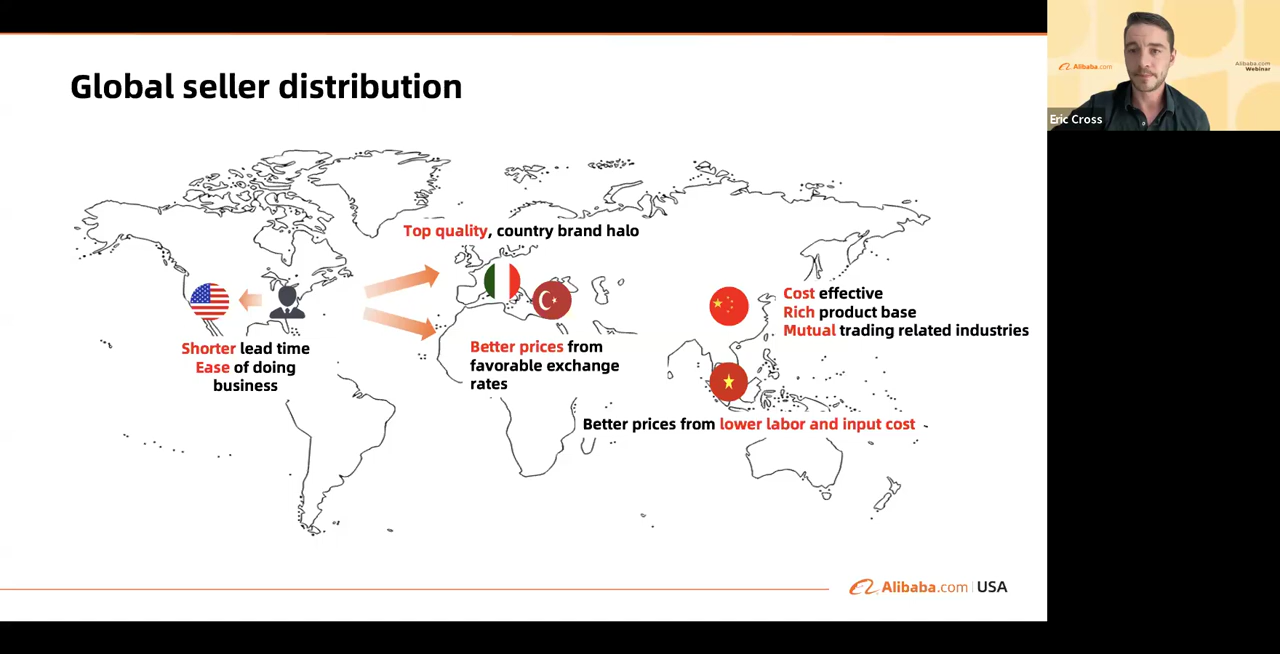 Global seller distribution
Top quality, country brand halo
Cost effective
Rich product base
Mutual trading related industries
Shorter lead time
Ease of doing
business
Better prices from
favorable exchange
rates
Better prices from lower labor and input cost
Alibaba.com | USA
Alibaba.com
Alibaba.com
Webinar
Eric Cross